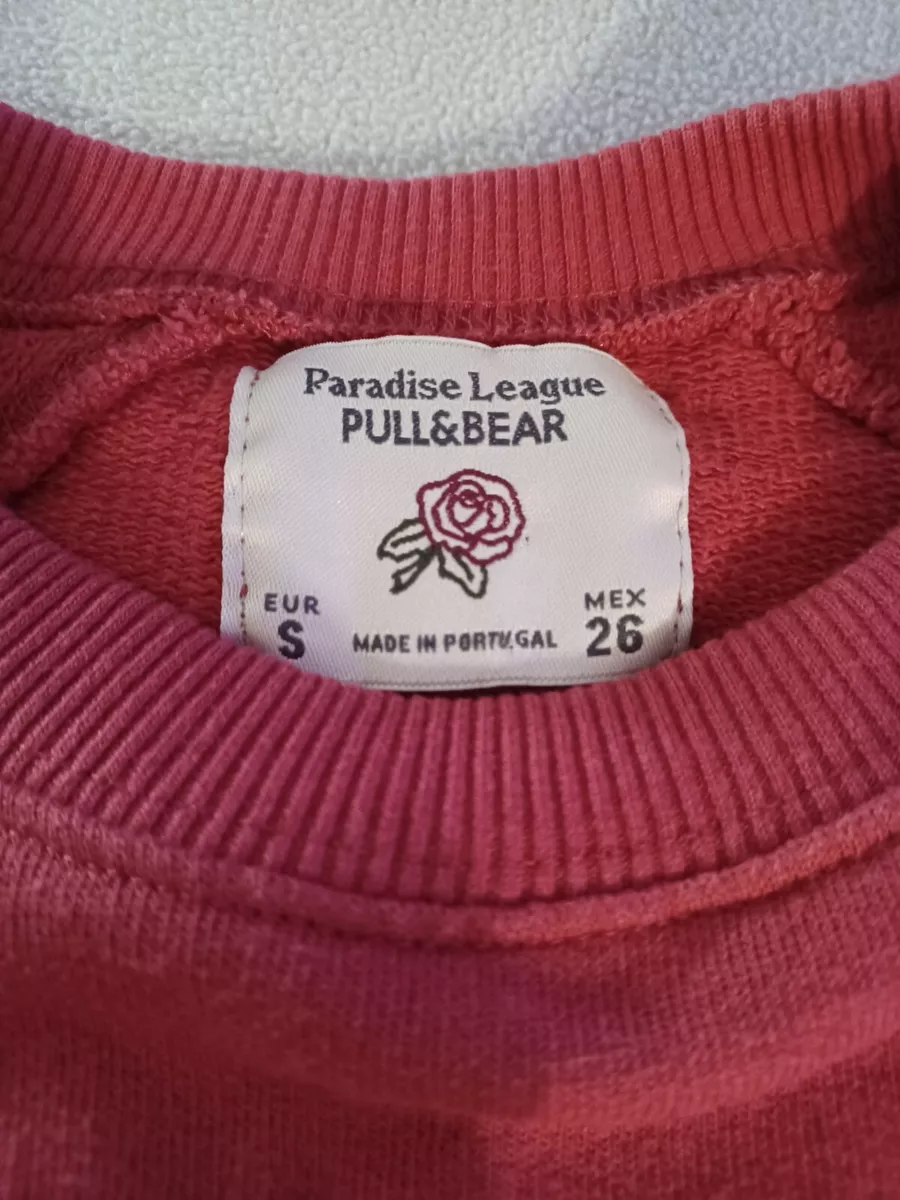 Paradise League
PULL&BEAR
EUR
S
MADE IN PORTUGAL
MEX
26